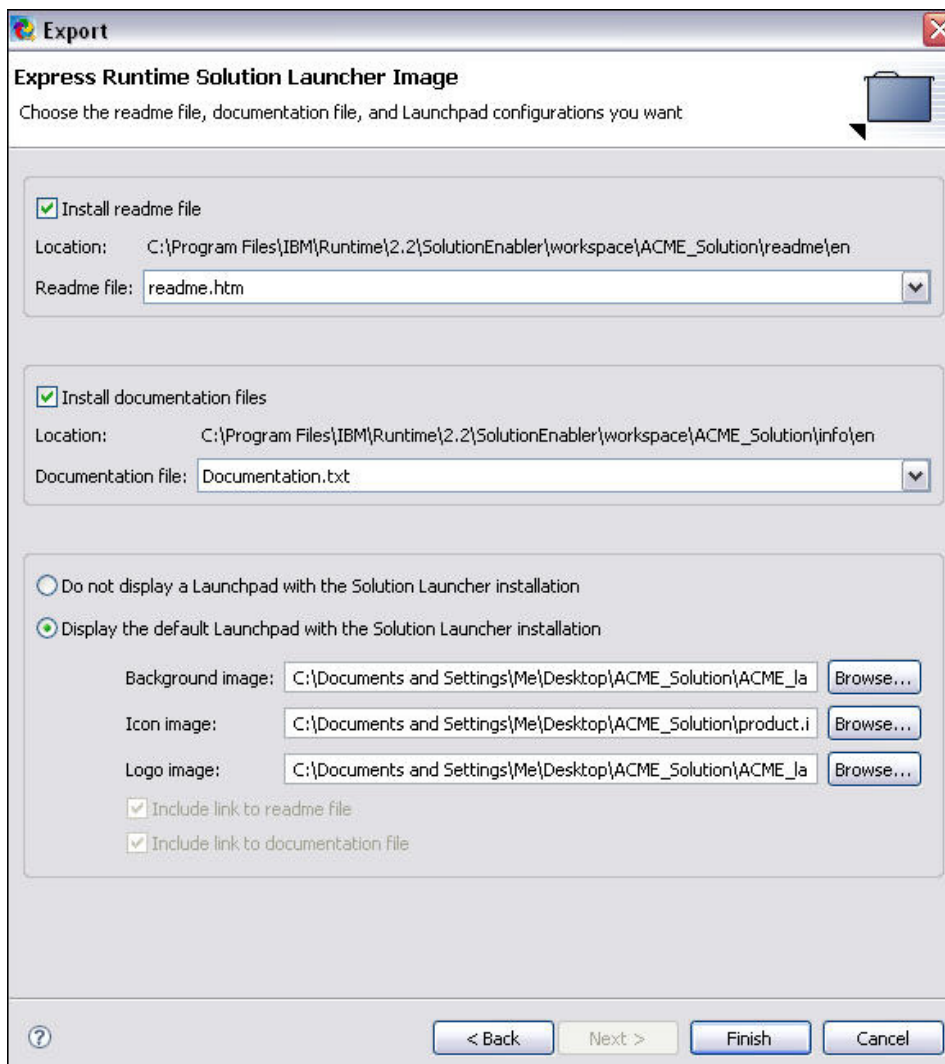 Export
Express Runtime Solution Launcher Image
Choose the readme file, documentation file, and Launchpad configurations you want
Install readme file
Location: C:\Program Files\IBM\Runtime\2.2\SolutionEnabler\workspace\ACME_Solution\readme\en
Readme file: readme.htm
Install documentation files
Location: C:\Program Files\IBM\Runtime\2.2\SolutionEnabler\workspace\ACME_Solution\info\en
Documentation file: Documentation.txt
Do not display a Launchpad with the Solution Launcher installation
Display the default Launchpad with the Solution Launcher installation
Background image: C:\Documents and Settings\Me\Desktop\ACME_Solution\ACME_la Browse...
Icon image: C:\Documents and Settings\Me\Desktop\ACME_Solution\product.i Browse...
Logo image: C:\Documents and Settings\Me\Desktop\ACME_Solution\ACME_la Browse...
Include link to readme file
Include link to documentation file
? < Back Next > Finish Cancel